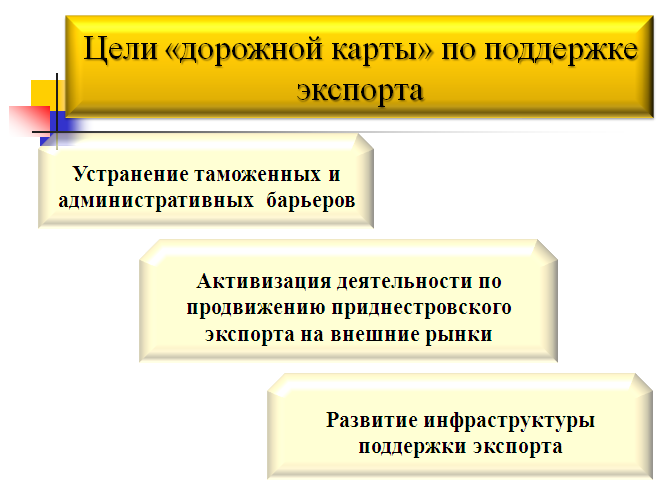 Цели «дорожной карты» по поддержке
экспорта
Устранение таможенных и
административных барьеров
Активизация деятельности по
продвижению приднестровского
экспорта на внешние рынки
Развитие инфраструктуры
поддержки экспорта